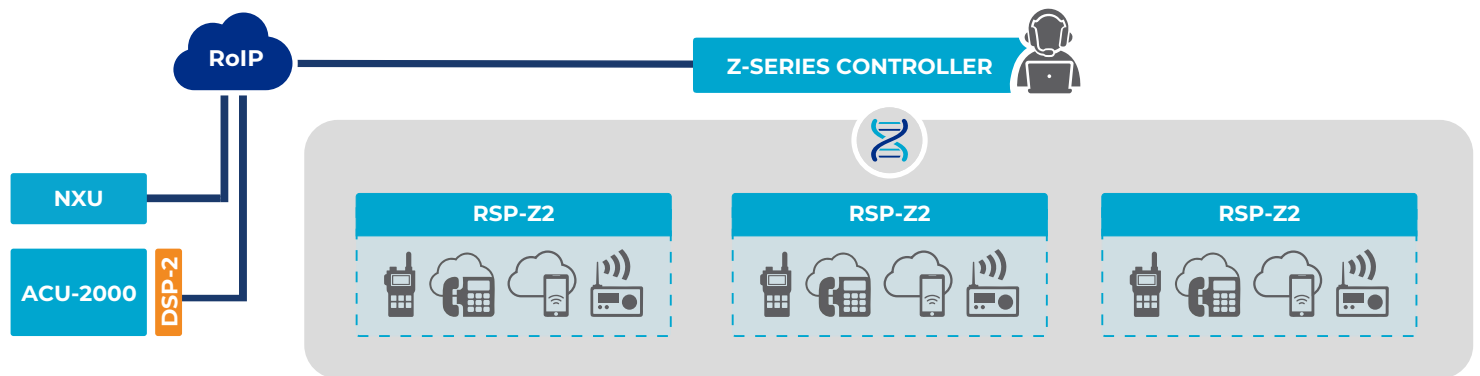 RoIP
Z-SERIES CONTROLLER
NXU
ACU-2000
DSP-2
RSP-Z2
RSP-Z2
RSP-Z2